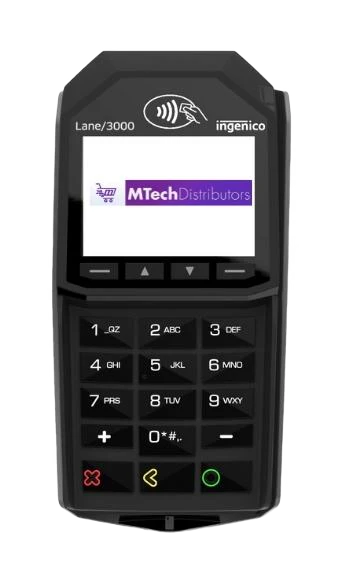 Lane/3000 ingenico
MTechDistributors
1 _QZ 2 ABC 3 DEF
4 GHI 5 JKL 6 MNO
7 PRS 8 TUV 9 WXY
+ 0*#,. −